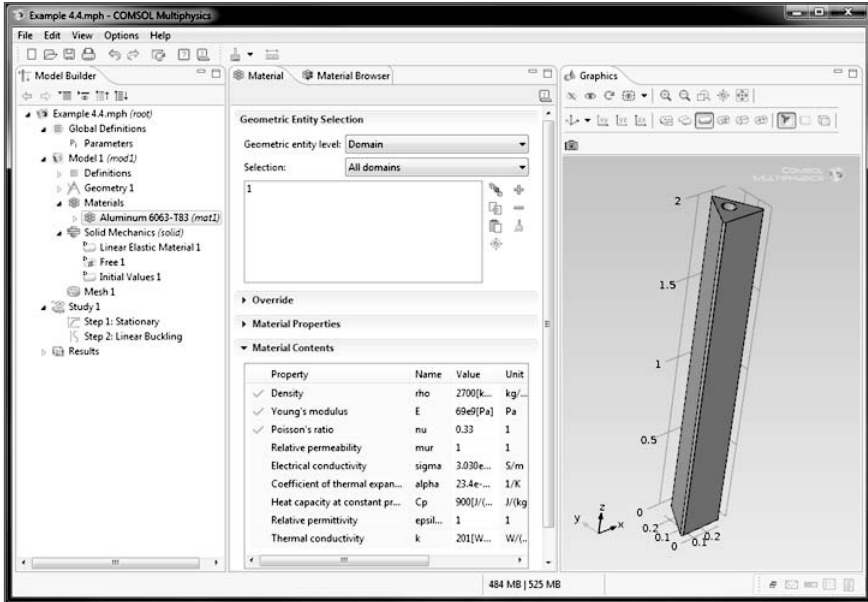 Example 4.4.mph - COMSOL Multiphysics
File Edit View Options Help
Model Builder
Example 4.4.mph (root)
Global Definitions
Pi Parameters
Model 1 (mod1)
Definitions
Geometry 1
Materials
Aluminum 6063-T83 (mat1)
Solid Mechanics (solid)
Linear Elastic Material 1
Free 1
Initial Values 1
Mesh 1
Study 1
Step 1: Stationary
Step 2: Linear Buckling
Results
Material Material Browser
Geometric Entity Selection
Geometric entity level: Domain
Selection: All domains
1
Override
Material Properties
Material Contents
Property Name Value Unit
Density rho 2700[k... kg/...
Young's modulus E 69e9[Pa] Pa
Poisson's ratio nu 0.33 1
Relative permeability mur 1 1
Electrical conductivity sigma 3.030e... S/m
Coefficient of thermal expan... alpha 23.4e-... 1/K
Heat capacity at constant pr... Cp 900[J/(... J/(kg
Relative permittivity epsil... 1 1
Thermal conductivity k 201[W... W/(..
Graphics
COMSOL
MULTIPHYSICS
2
1.5
1
0.5
0
0.2
0.1
0
0.1
0.2
z
y
x
484 MB | 525 MB